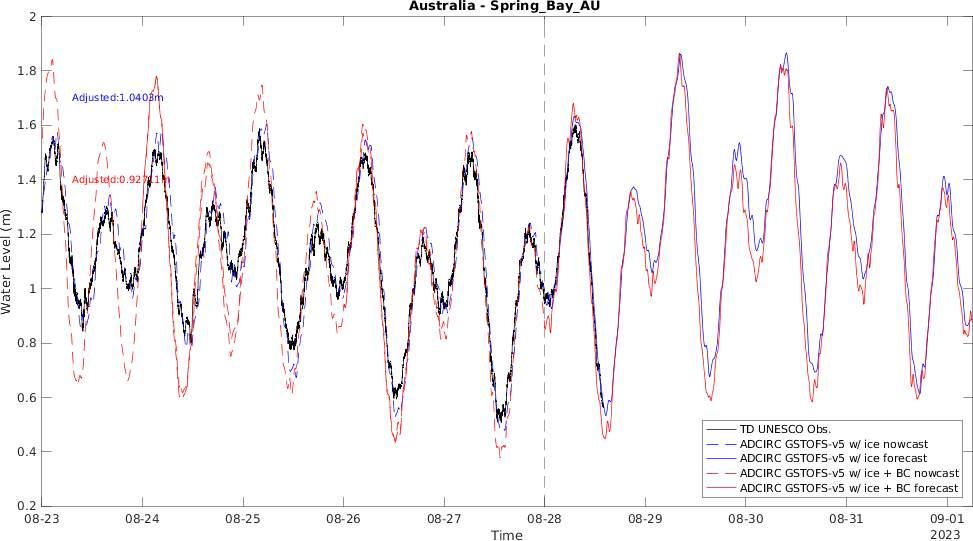 Australia - Spring_Bay_AU
2
1.8
1.6
1.4
1.2
1
0.8
0.6
0.4
0.2
Water Level (m)
Adjusted:1.0403m
TD UNESCO Obs.
ADCIRC GSTOFS-v5 w/ ice nowcast
ADCIRC GSTOFS-v5 w/ ice forecast
ADCIRC GSTOFS-v5 w/ ice + BC nowcast
ADCIRC GSTOFS-v5 w/ ice + BC forecast
08-23 08-24 08-25 08-26 08-27 08-28 08-29 08-30 08-31 09-01
2023
Time